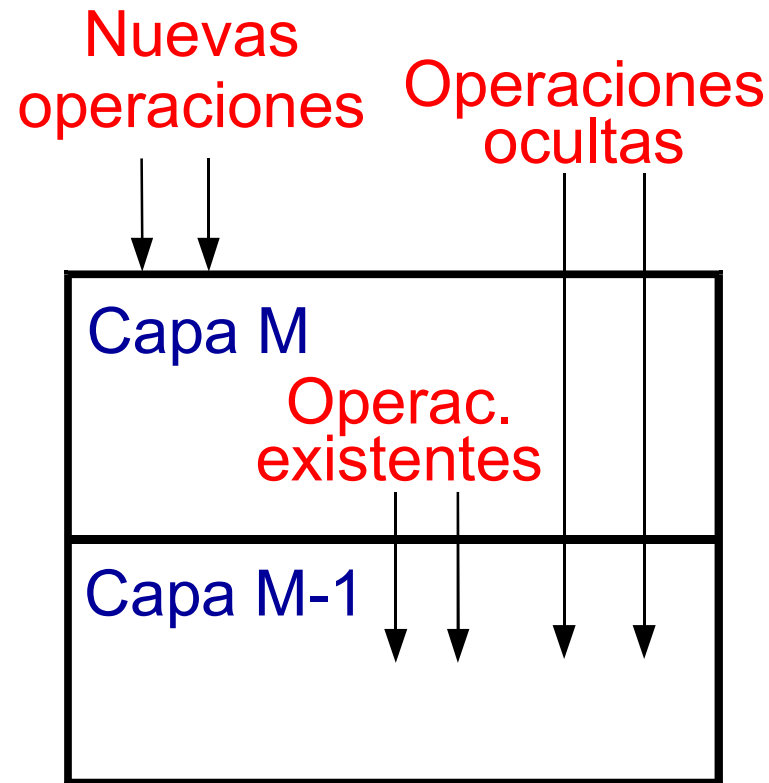 Nuevas
operaciones
Operaciones
ocultas
Capa M
Operac.
existentes
Capa M-1